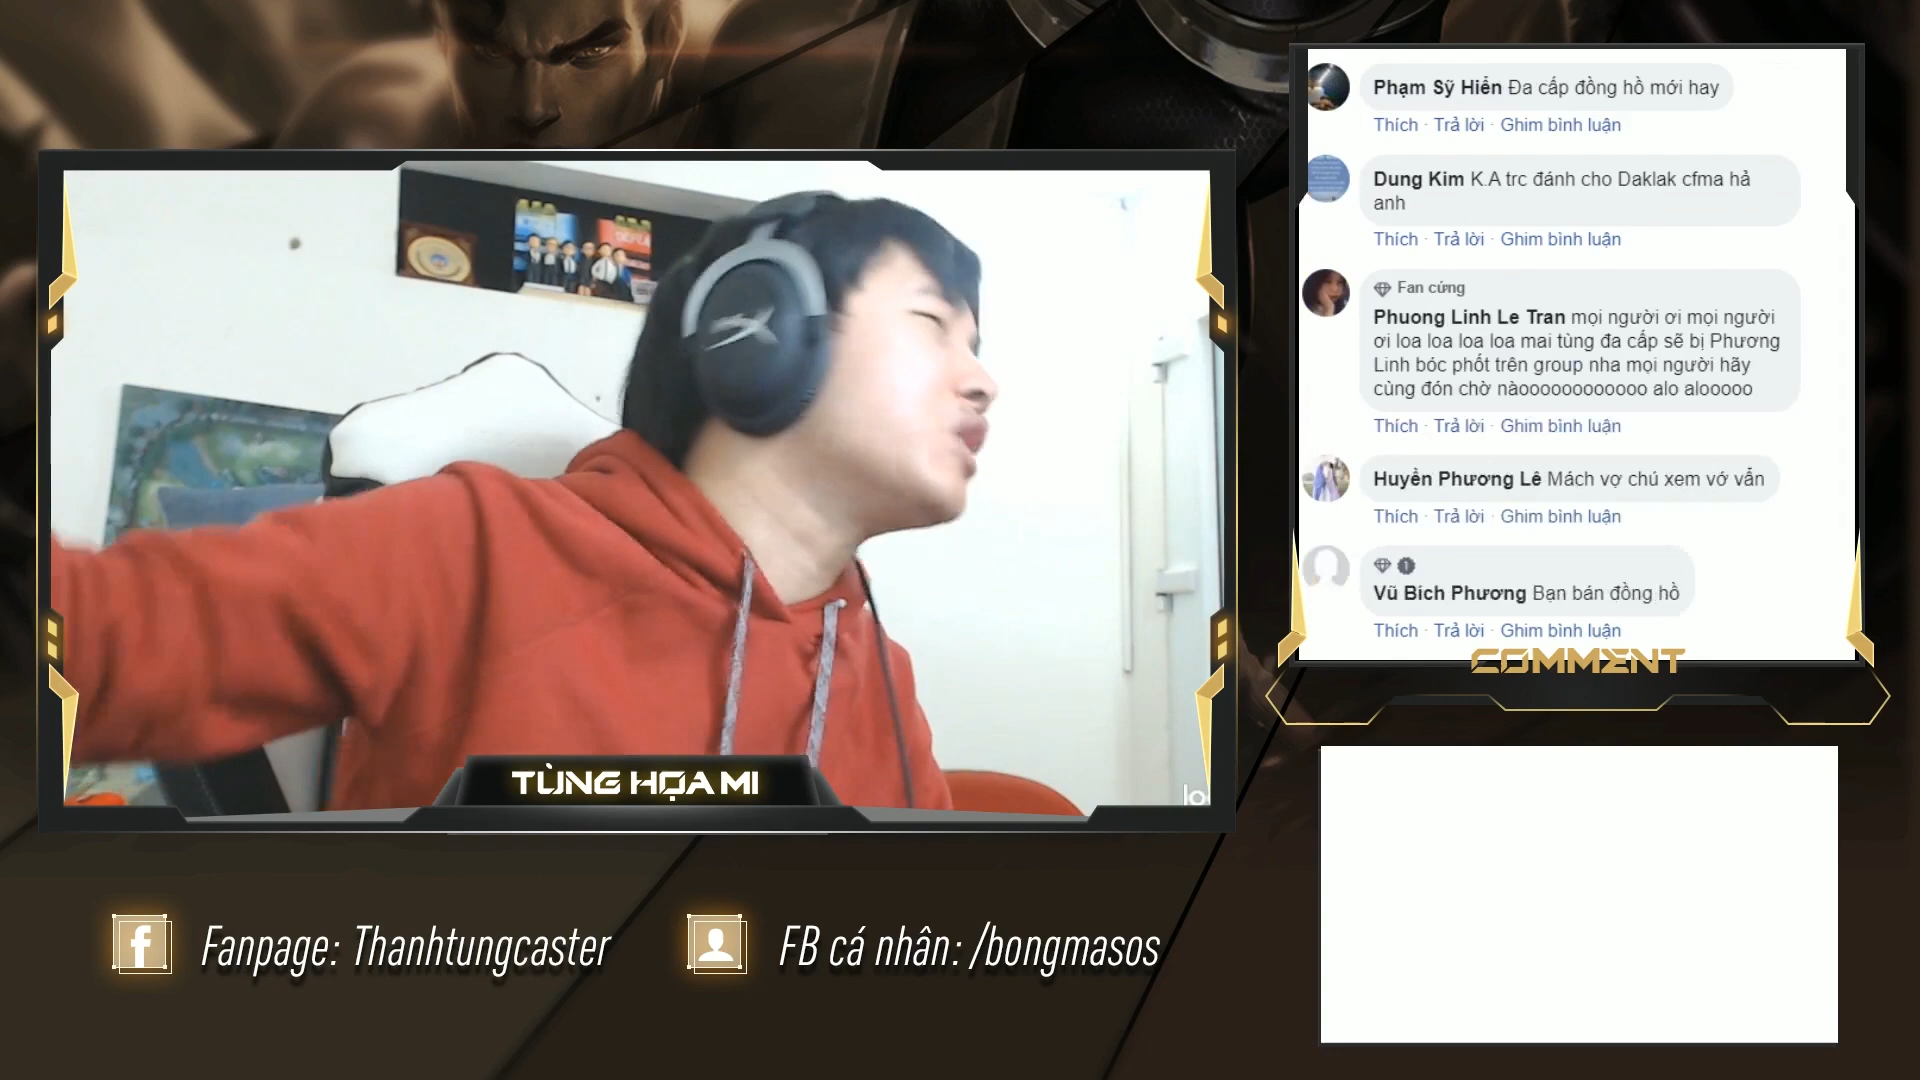 Phạm Sỹ Hiển Đa cấp đồng hồ mới hay
Thích · Trả lời · Ghim bình luận
Dung Kim K.A trc đánh cho Daklak cfma hả
anh
Thích · Trả lời · Ghim bình luận
Fan cứng
Phuong Linh Le Tran mọi người ơi mọi người
ơi loa loa loa loa mai tùng đa cấp sẽ bị Phương
Linh bóc phốt trên group nha mọi người hãy
cùng đón chờ nàoooooooooooo alo alooooo
Thích · Trả lời · Ghim bình luận
Huyền Phương Lê Mách vợ chú xem vớ vẩn
Thích · Trả lời · Ghim bình luận
1
Vũ Bích Phương Bạn bán đồng hồ
Thích · Trả lời · Ghim bình luận
COMMENT
TÙNG HỌA MI
Fanpage: Thanhtungcaster
FB cá nhân: /bongmasos